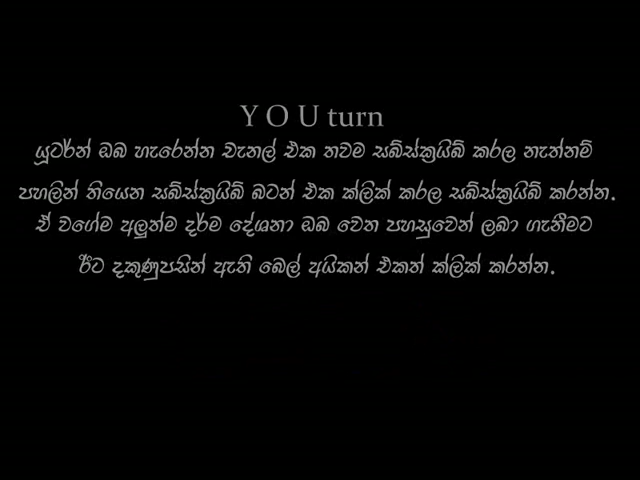 Y O U turn
යූටර්න් ඔබ හැරෙන්න චැනල් එක තවම සබ්ස්ක්‍රයිබ් කරල නැත්නම්
පහලින් තියෙන සබ්ස්ක්‍රයිබ් බටන් එක ක්ලික් කරල සබ්ස්ක්‍රයිබ් කරන්න.
ඒ වගේම අලුත්ම දර්ම දේශනා ඔබ වෙත පහසුවෙන් ලබා ගැනීමට
ඊට දකුණුපසින් ඇති බෙල් අයිකන් එකත් ක්ලික් කරන්න.